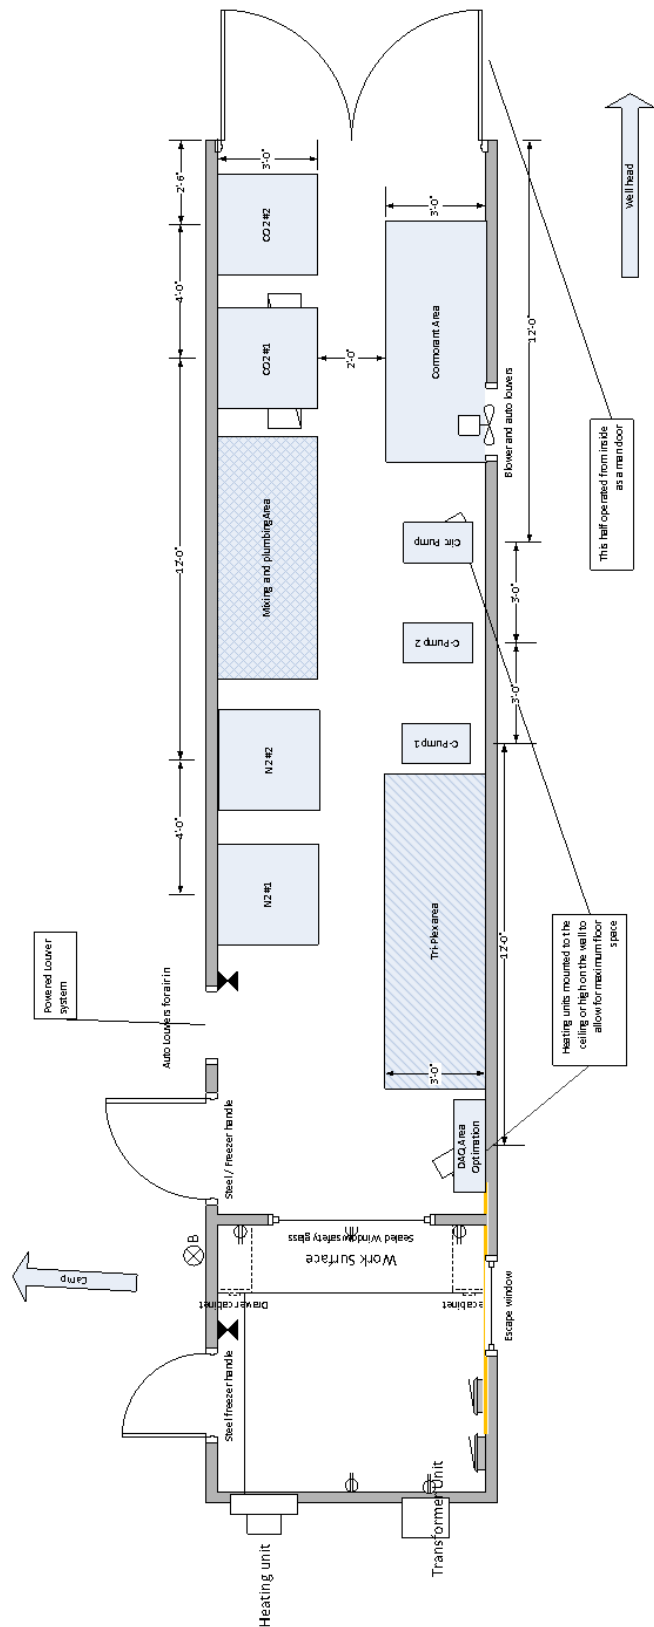 Well head
3'-0"
2'-6"
CO2 #2
3'-0"
4'-0"
CO2 #1
2'-0"
Cormorant Area
12'-0"
Blower and auto louvers
This half operated from inside
as a man door
Mixing and plumbing Area
12'-0"
Circ Pump
3'-0"
C-Pump 2
3'-0"
C-Pump 1
N2 #2
4'-0"
N2 #1
Tri-Plex area
12'-0"
3'-0"
Heating units mounted to the
ceiling or high on the wall to
allow for maximum floor
space
Powered Louver
system
Auto Louvers for air in
Steel / Freezer handle
DAQ Area
Optimation
B
Sealed Window safety glass
Work Surface
Camp
Drawer cabinet
e cabinet
Escape window
Steel freezer handle
Heating unit
Transformer Unit